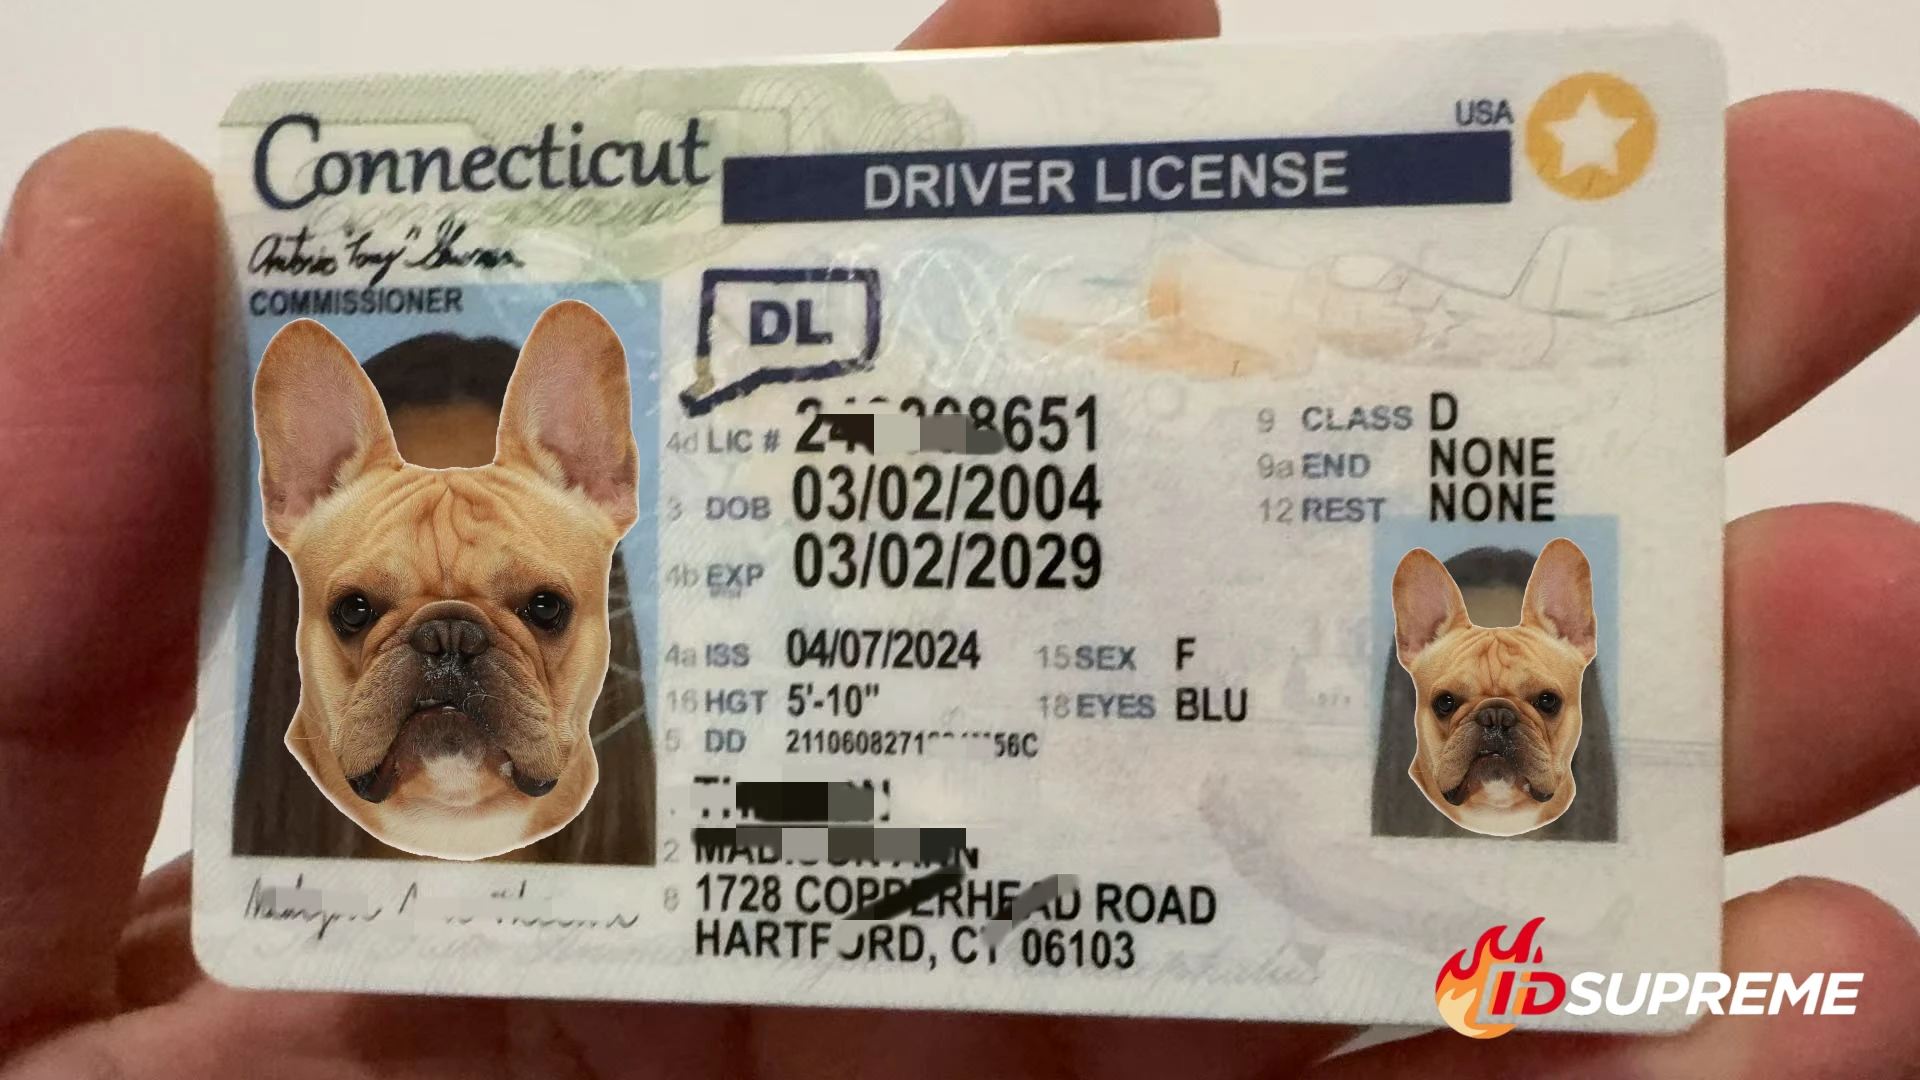 Connecticut
USA
DRIVER LICENSE
COMMISSIONER
DL
4d LIC # 8651
9 CLASS D
9a END NONE
12 REST NONE
3 DOB 03/02/2004
4b EXP 03/02/2029
4a ISS 04/07/2024
15 SEX F
16 HGT 5'-10"
18 EYES BLU
5 DD
2
8 1728 COPPERHEAD ROAD
HARTFORD, CT 06103
IDSUPREME